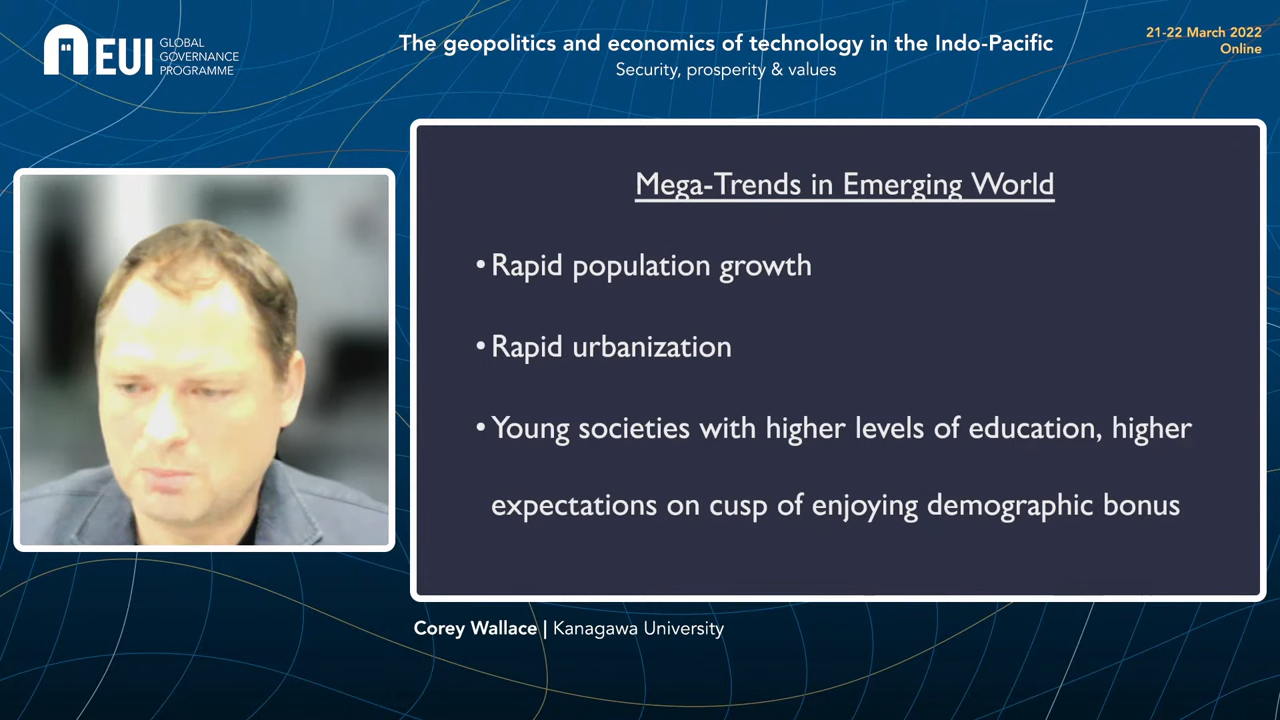 EUI
GLOBAL
GOVERNANCE
PROGRAMME
The geopolitics and economics of technology in the Indo-Pacific
Security, prosperity & values
21-22 March 2022
Online
Mega-Trends in Emerging World
• Rapid population growth
• Rapid urbanization
• Young societies with higher levels of education, higher
expectations on cusp of enjoying demographic bonus
Corey Wallace | Kanagawa University